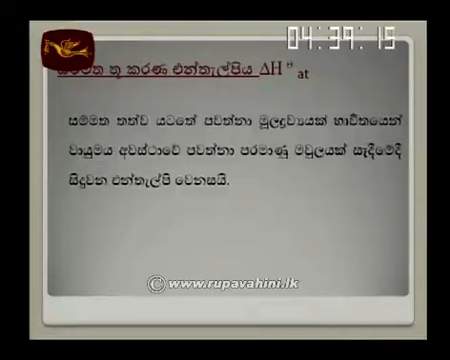 04:39:15
සම්මත තු කරණ එන්තැල්පිය ΔH θ at
සම්මත තත්ව යටතේ පවත්නා මූලද්‍රව්‍යයක් භාවිතයෙන්
වායුමය අවස්ථාවේ පවත්නා පරමාණු මවුලයක් සෑදීමේදී
සිදුවන එන්තැල්පි වෙනසයි.
© www.rupavahini.lk